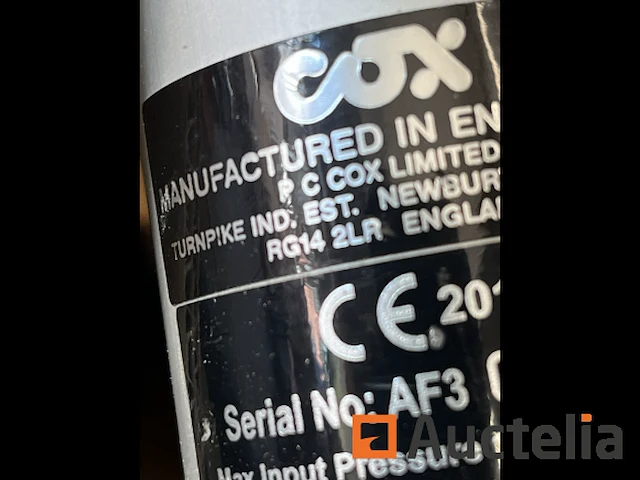 cox
MANUFACTURED IN EN
P C COX LIMITED
TURNPIKE IND. EST. NEWBUR
RG14 2LR ENGLA
CE 201
Serial No: AF3
Max Input Pressure
Auctelia